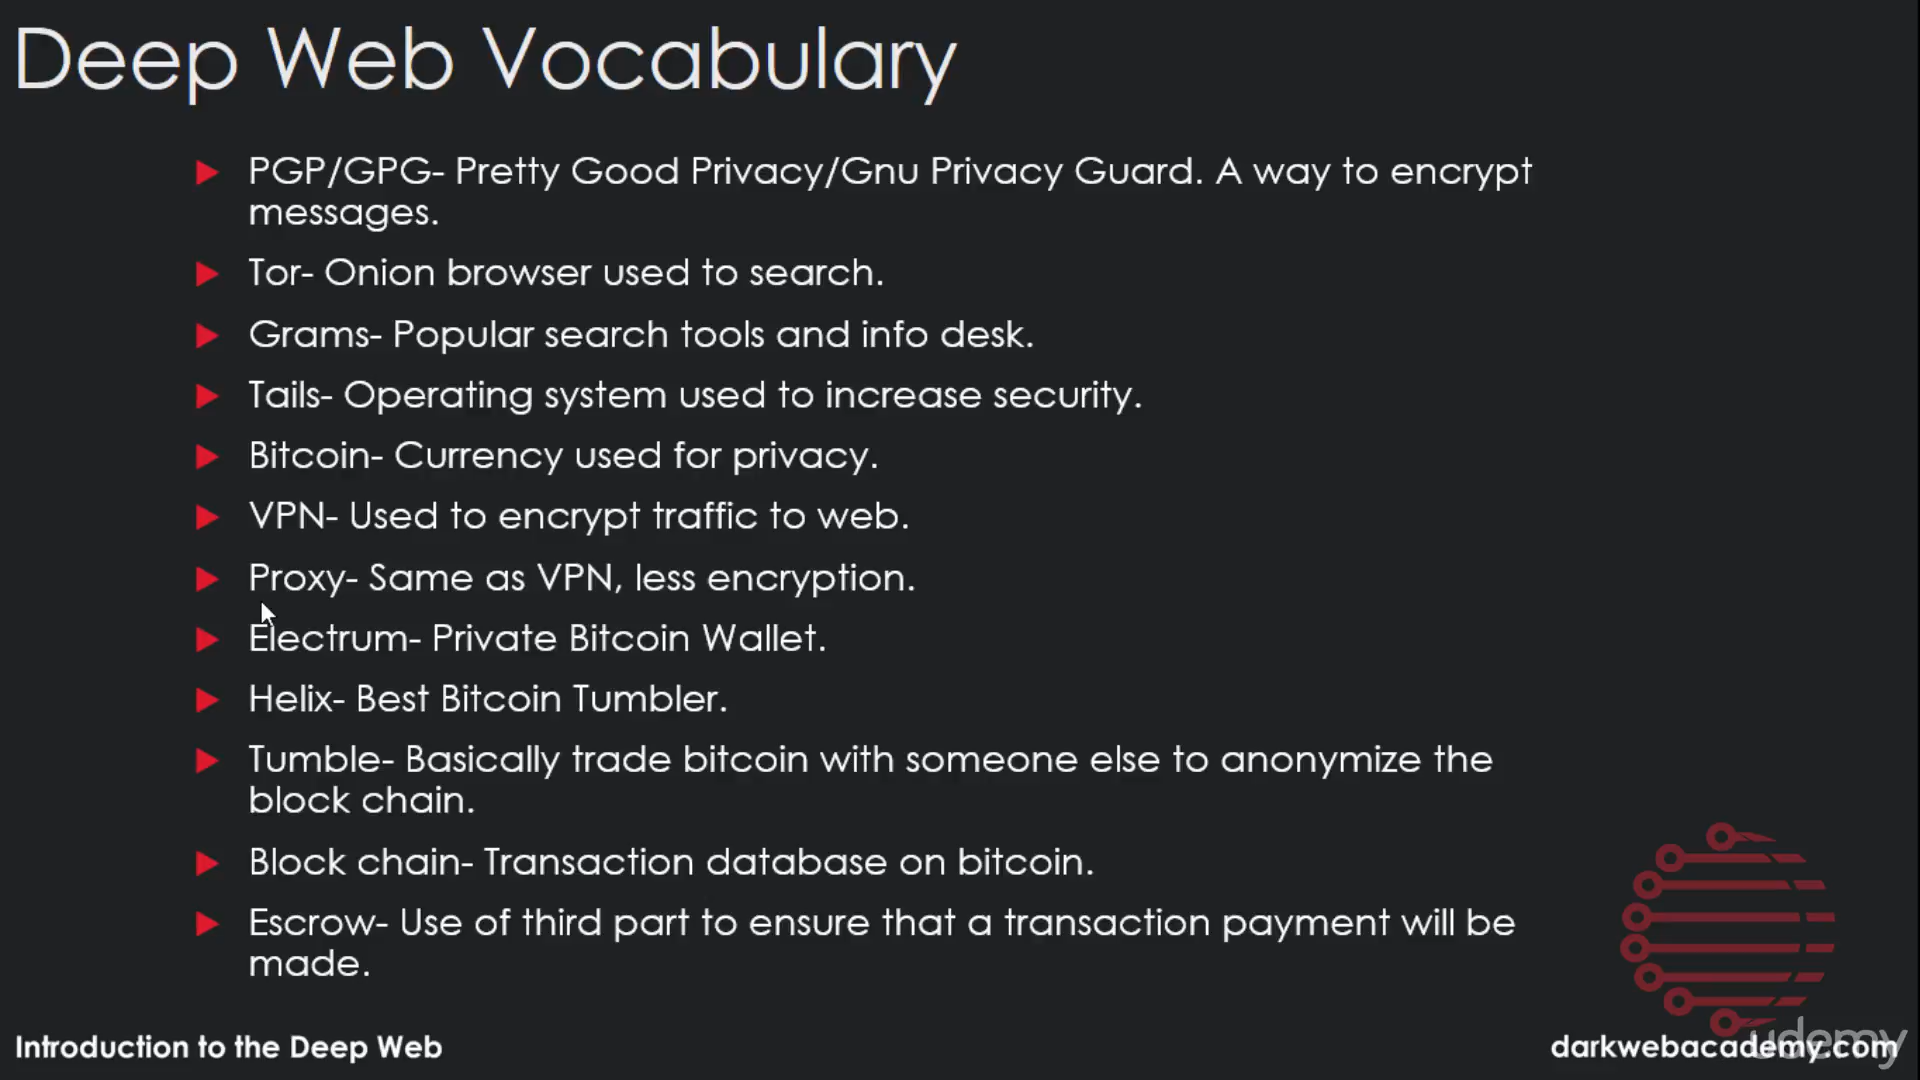 Deep Web Vocabulary
PGP/GPG- Pretty Good Privacy/Gnu Privacy Guard. A way to encrypt
messages.
Tor- Onion browser used to search.
Grams- Popular search tools and info desk.
Tails- Operating system used to increase security.
Bitcoin- Currency used for privacy.
VPN- Used to encrypt traffic to web.
Proxy- Same as VPN, less encryption.
Electrum- Private Bitcoin Wallet.
Helix- Best Bitcoin Tumbler.
Tumble- Basically trade bitcoin with someone else to anonymize the
block chain.
Block chain- Transaction database on bitcoin.
Escrow- Use of third part to ensure that a transaction payment will be
made.
Introduction to the Deep Web
darkwebacademy.com
udemy